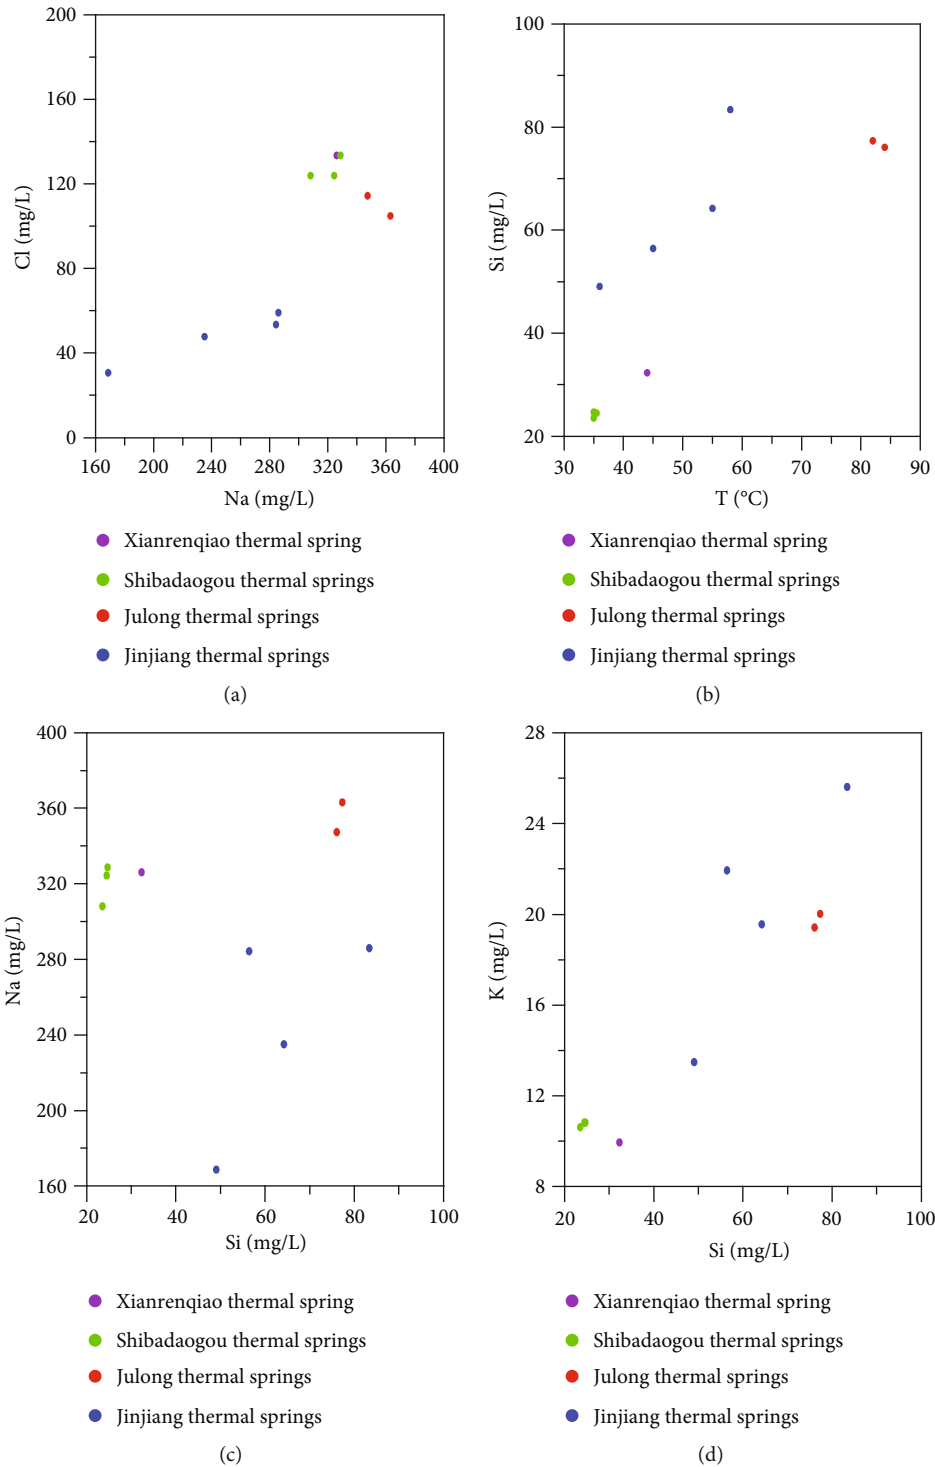 200
160
120
80
40
0
Cl (mg/L)
160 200 240 280 320 360 400
Na (mg/L)
Xianrenqiao thermal spring
Shibadaogou thermal springs
Julong thermal springs
Jinjiang thermal springs
(a)
100
80
60
40
20
Si (mg/L)
30 40 50 60 70 80 90
T (°C)
Xianrenqiao thermal spring
Shibadaogou thermal springs
Julong thermal springs
Jinjiang thermal springs
(b)
400
360
320
280
240
200
160
Na (mg/L)
20 40 60 80 100
Si (mg/L)
Xianrenqiao thermal spring
Shibadaogou thermal springs
Julong thermal springs
Jinjiang thermal springs
(c)
28
24
20
16
12
8
K (mg/L)
20 40 60 80 100
Si (mg/L)
Xianrenqiao thermal spring
Shibadaogou thermal springs
Julong thermal springs
Jinjiang thermal springs
(d)